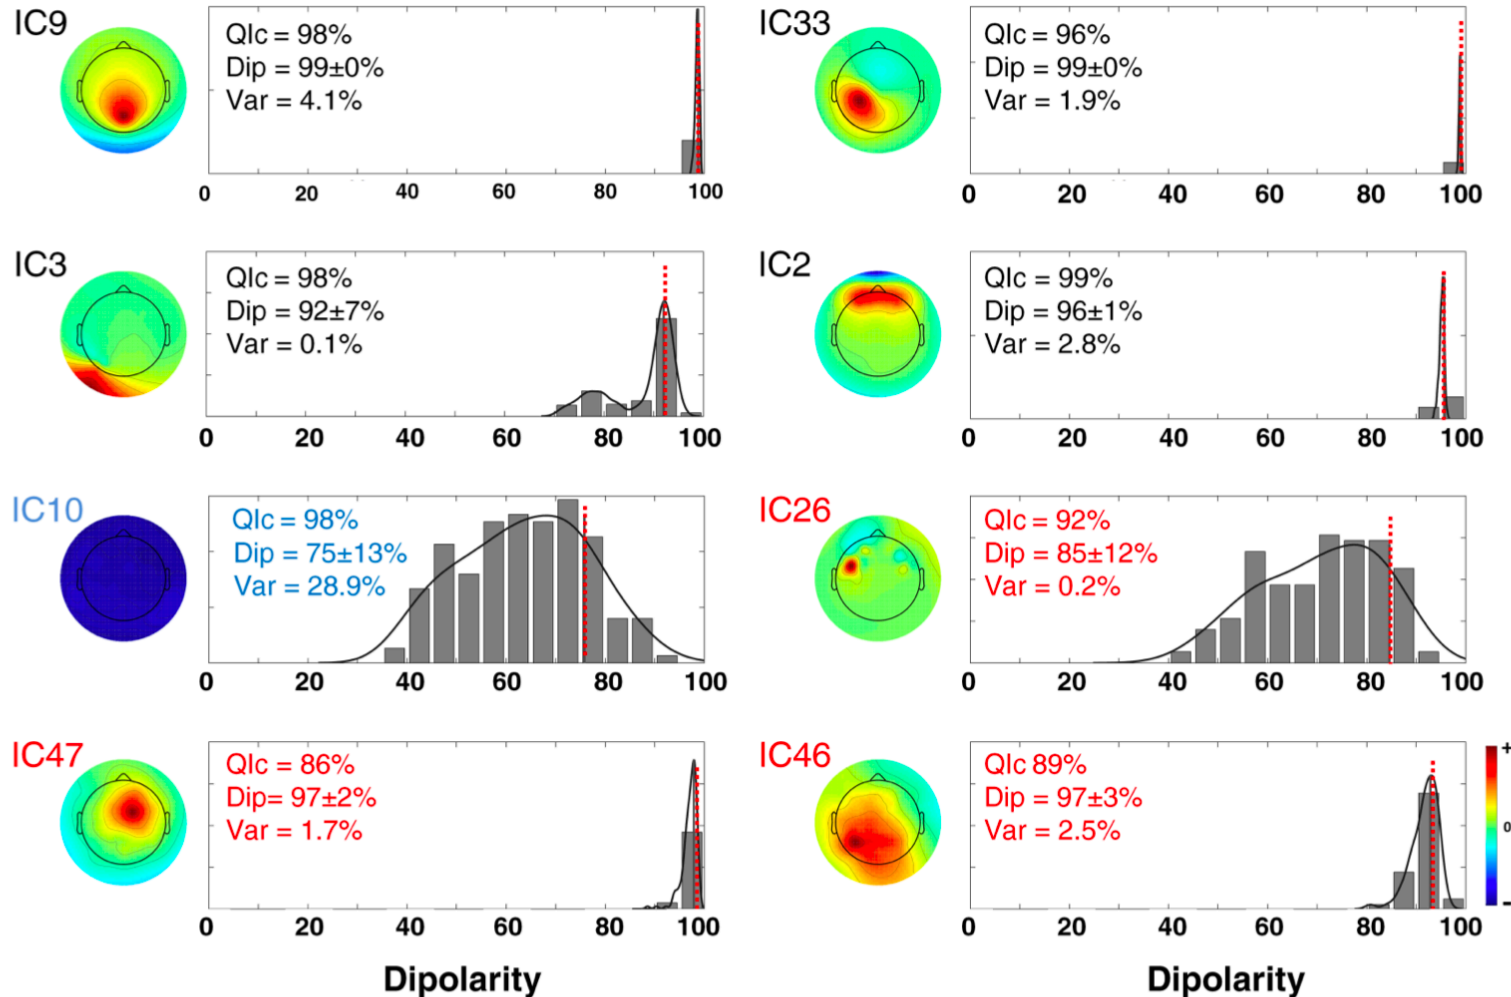 IC9
QIc = 98%
Dip = 99±0%
Var = 4.1%
0 20 40 60 80 100
IC33
QIc = 96%
Dip = 99±0%
Var = 1.9%
0 20 40 60 80 100
IC3
QIc = 98%
Dip = 92±7%
Var = 0.1%
0 20 40 60 80 100
IC2
QIc = 99%
Dip = 96±1%
Var = 2.8%
0 20 40 60 80 100
IC10
QIc = 98%
Dip = 75±13%
Var = 28.9%
0 20 40 60 80 100
IC26
QIc = 92%
Dip = 85±12%
Var = 0.2%
0 20 40 60 80 100
IC47
QIc = 86%
Dip= 97±2%
Var = 1.7%
0 20 40 60 80 100
Dipolarity
IC46
QIc 89%
Dip = 97±3%
Var = 2.5%
0 20 40 60 80 100
Dipolarity
+
0
-